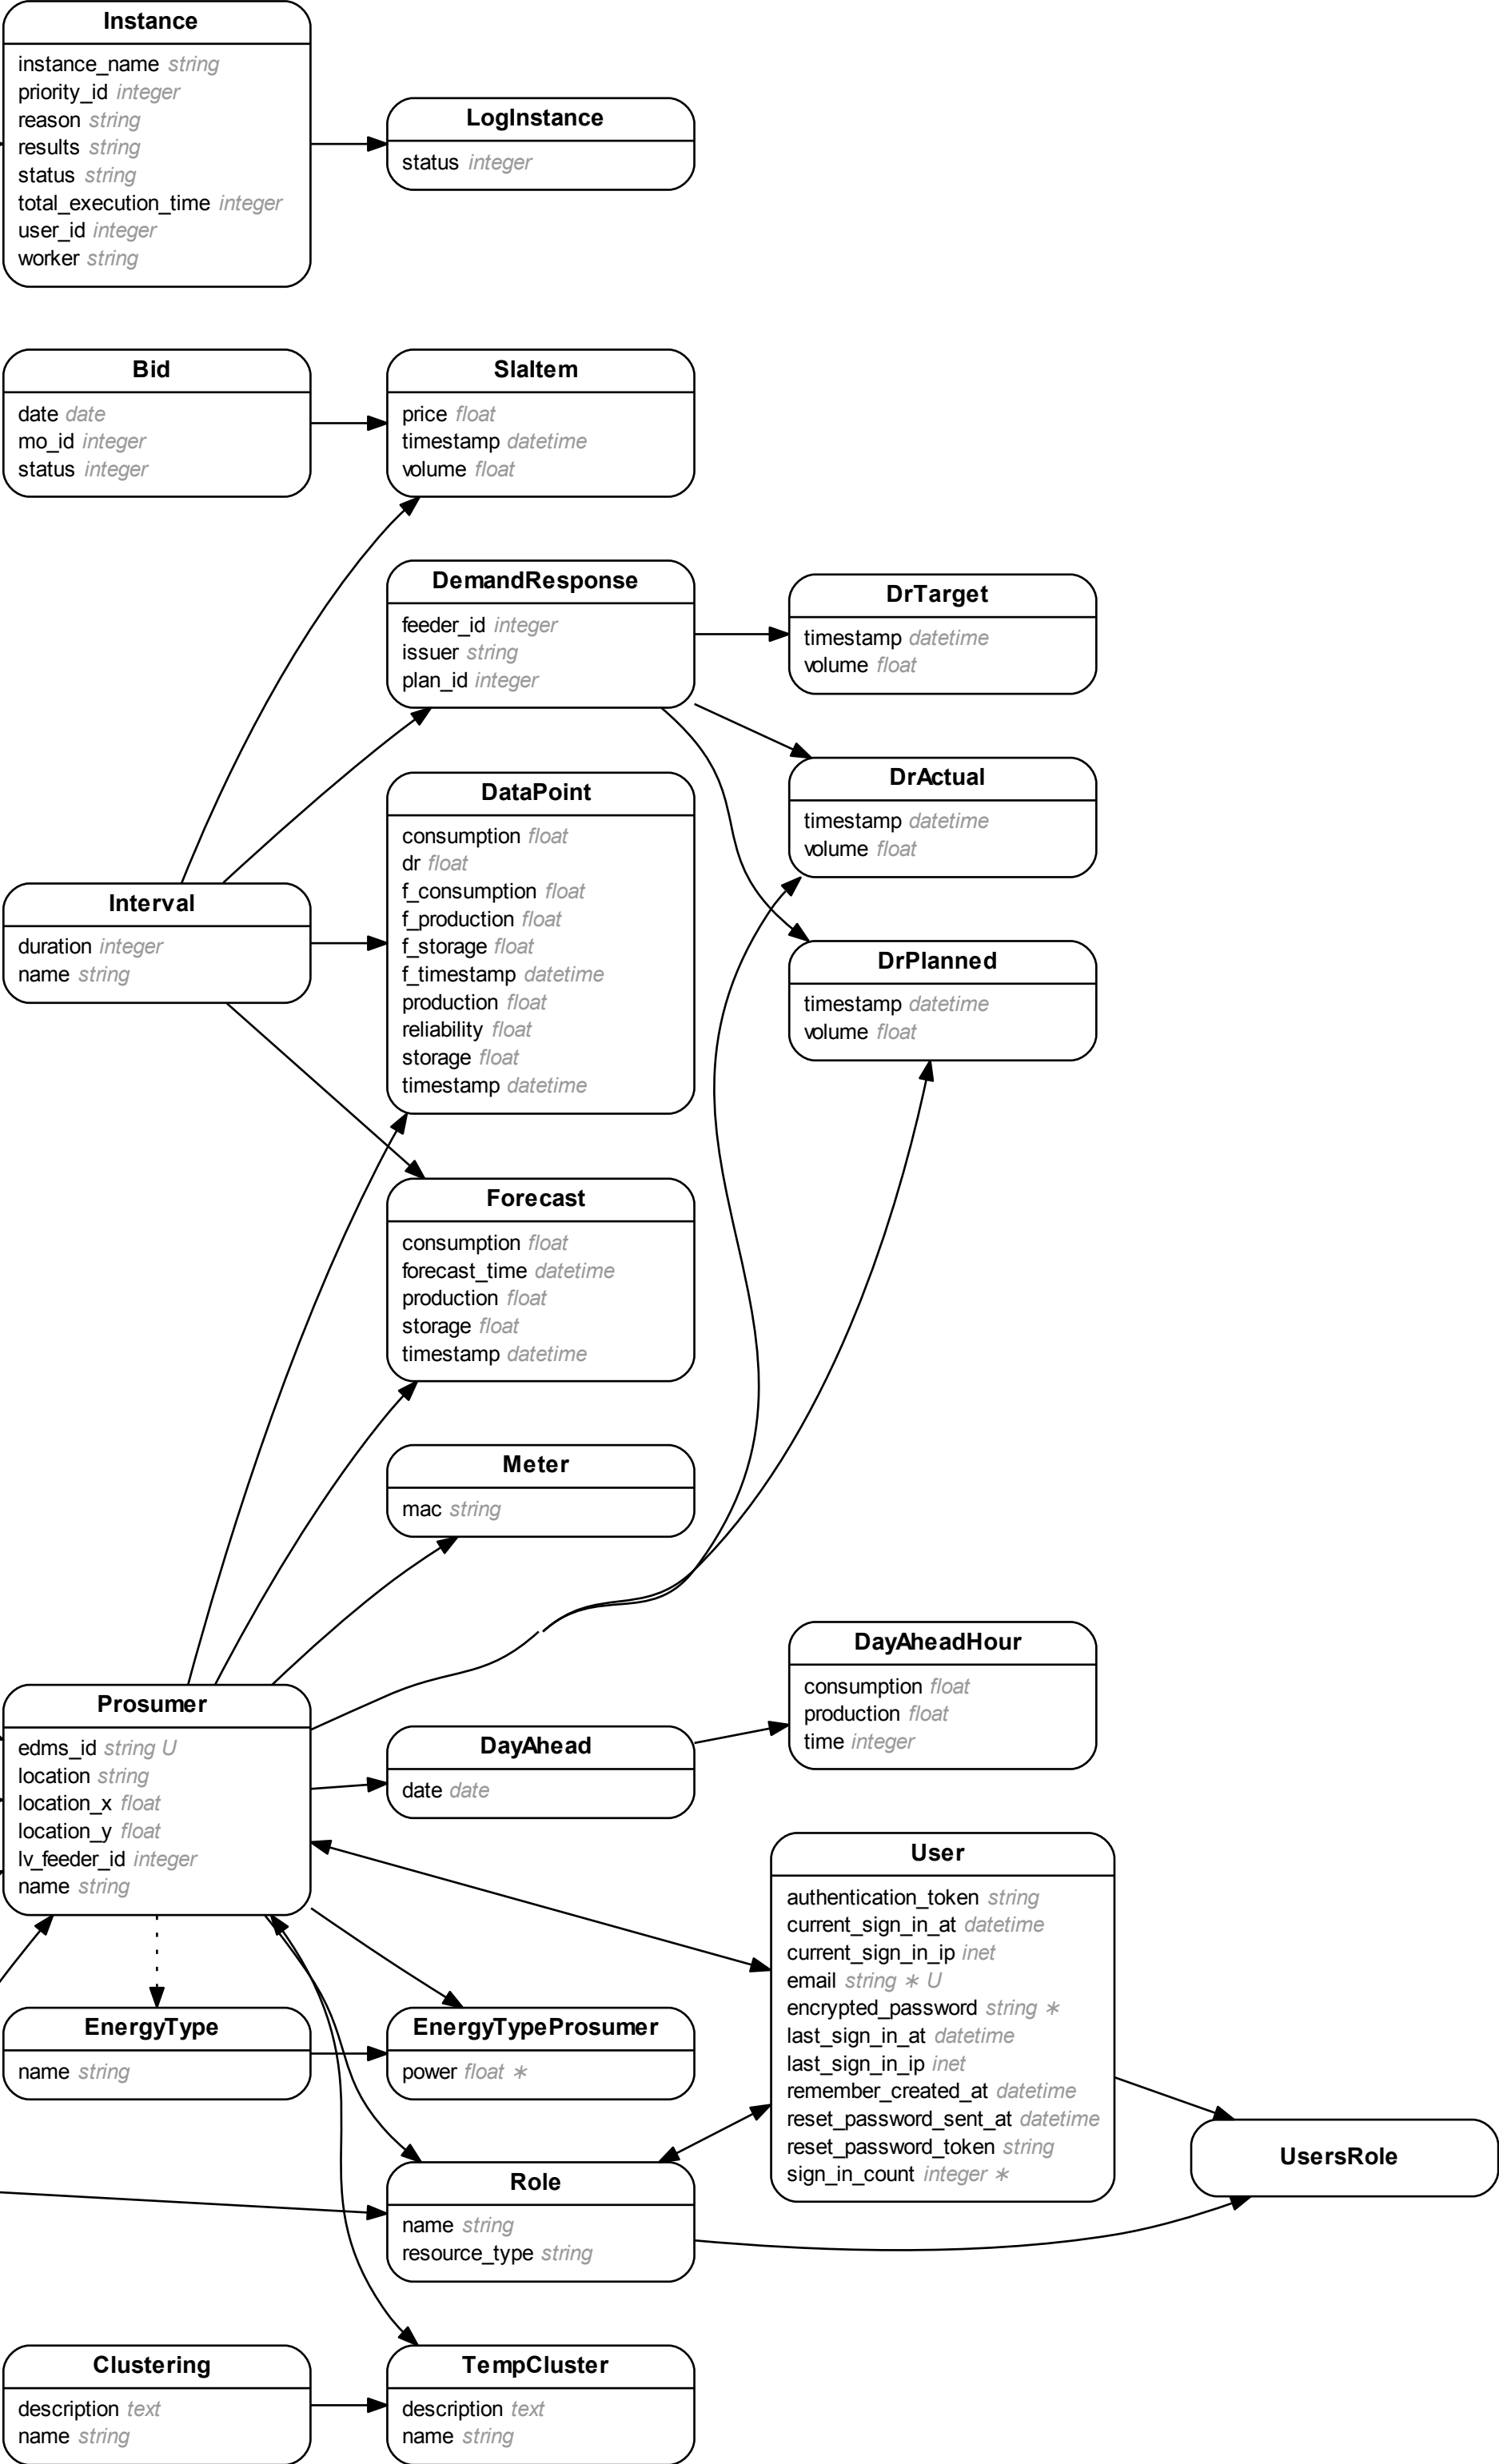 Instance
instance_name string
priority_id integer
reason string
results string
status string
total_execution_time integer
user_id integer
worker string
LogInstance
status integer
Bid
date date
mo_id integer
status integer
SlaItem
price float
timestamp datetime
volume float
DemandResponse
feeder_id integer
issuer string
plan_id integer
DrTarget
timestamp datetime
volume float
DrActual
timestamp datetime
volume float
DataPoint
consumption float
dr float
f_consumption float
f_production float
f_storage float
f_timestamp datetime
production float
reliability float
storage float
timestamp datetime
Interval
duration integer
name string
DrPlanned
timestamp datetime
volume float
Forecast
consumption float
forecast_time datetime
production float
storage float
timestamp datetime
Meter
mac string
DayAheadHour
consumption float
production float
time integer
Prosumer
edms_id string U
location string
location_x float
location_y float
lv_feeder_id integer
name string
DayAhead
date date
User
authentication_token string
current_sign_in_at datetime
current_sign_in_ip inet
email string ∗ U
encrypted_password string ∗
last_sign_in_at datetime
last_sign_in_ip inet
remember_created_at datetime
reset_password_sent_at datetime
reset_password_token string
sign_in_count integer ∗
EnergyType
name string
EnergyTypeProsumer
power float ∗
UsersRole
Role
name string
resource_type string
Clustering
description text
name string
TempCluster
description text
name string